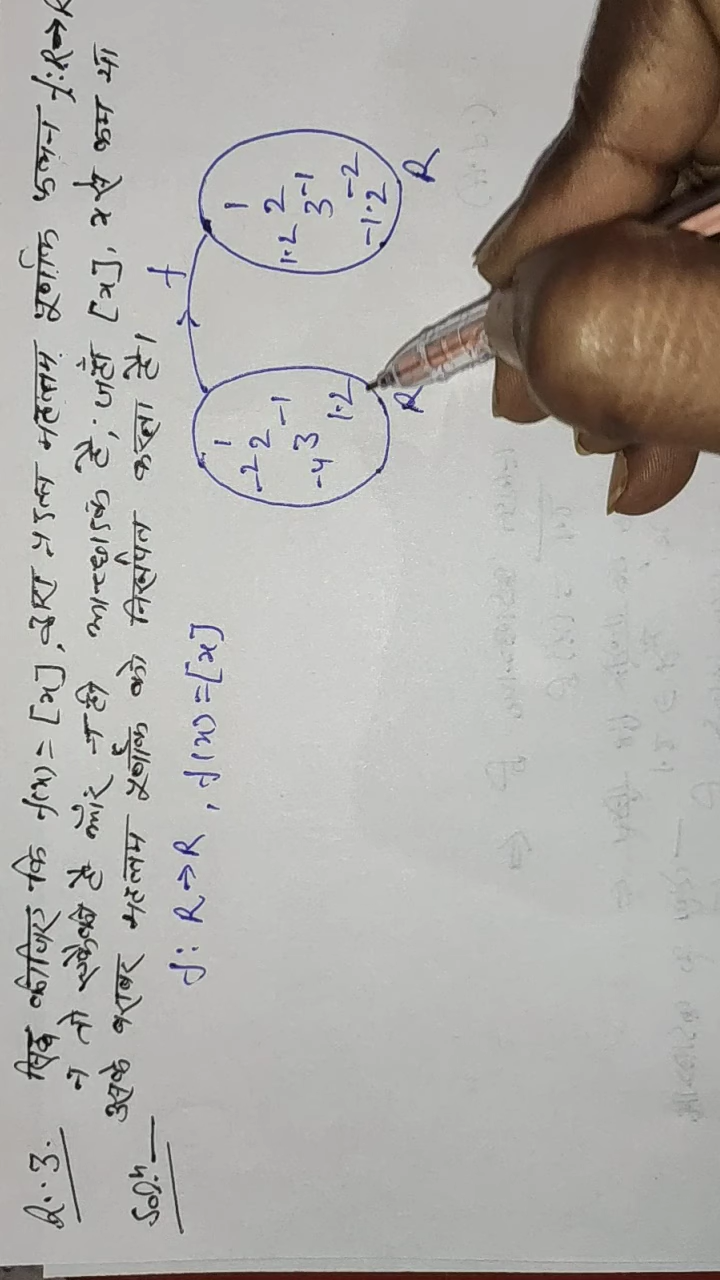 Q.3. सिद्ध कीजिए कि f(x) = [x] द्वारा प्रदत्त महत्तम पूर्णांक फलन f: R→R
न तो एकैकी है और न ही आच्छादक है, जहाँ [x], x से कम या
उसके बराबर महत्तम पूर्णांक को निरूपित करता है।
Soln:-
f: R→R, f(x) = [x]
f
1
-2 2 -1
-4 3
1.2
R
1
1.2 2
3 -1
-1.2 -2
R